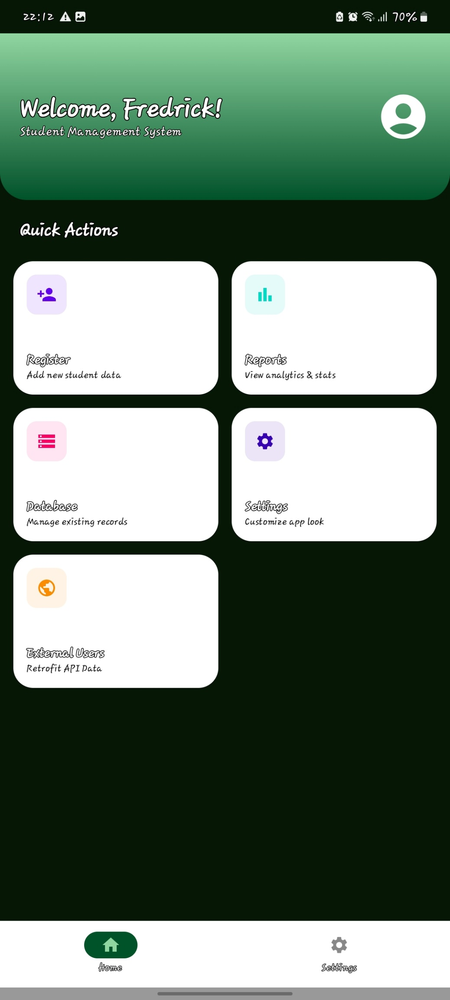 22:12
70%
Welcome, Fredrick!
Student Management System
Quick Actions
Register
Add new student data
Reports
View analytics & stats
Database
Manage existing records
Settings
Customize app look
External Users
Retrofit API Data
Home
Settings